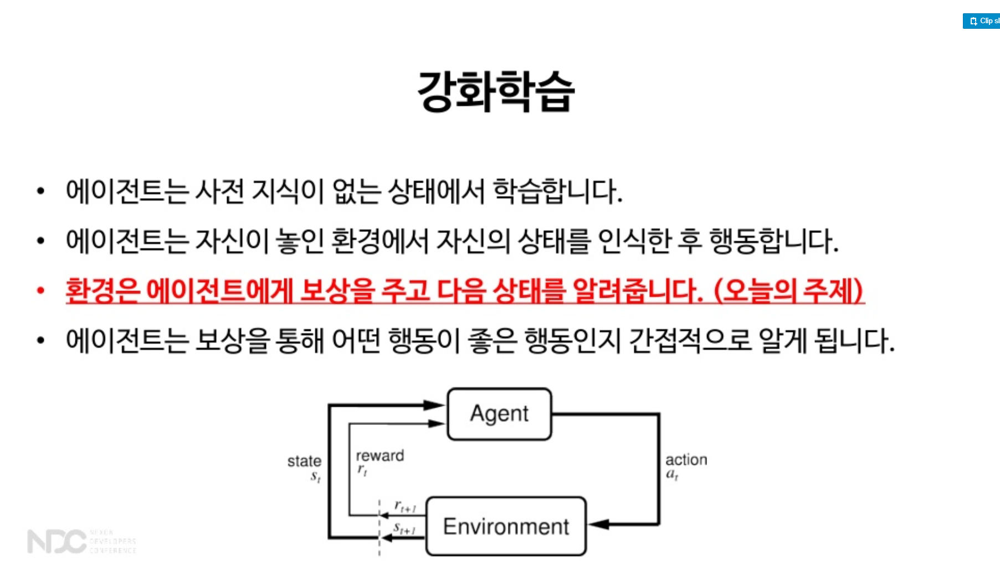 Clip sl
강화학습
• 에이전트는 사전 지식이 없는 상태에서 학습합니다.
• 에이전트는 자신이 놓인 환경에서 자신의 상태를 인식한 후 행동합니다.
• 환경은 에이전트에게 보상을 주고 다음 상태를 알려줍니다. (오늘의 주제)
• 에이전트는 보상을 통해 어떤 행동이 좋은 행동인지 간접적으로 알게 됩니다.
Agent
state
s_t
reward
r_t
action
a_t
r_{t+1}
s_{t+1}
Environment
NDC
NEXON
DEVELOPERS
CONFERENCE